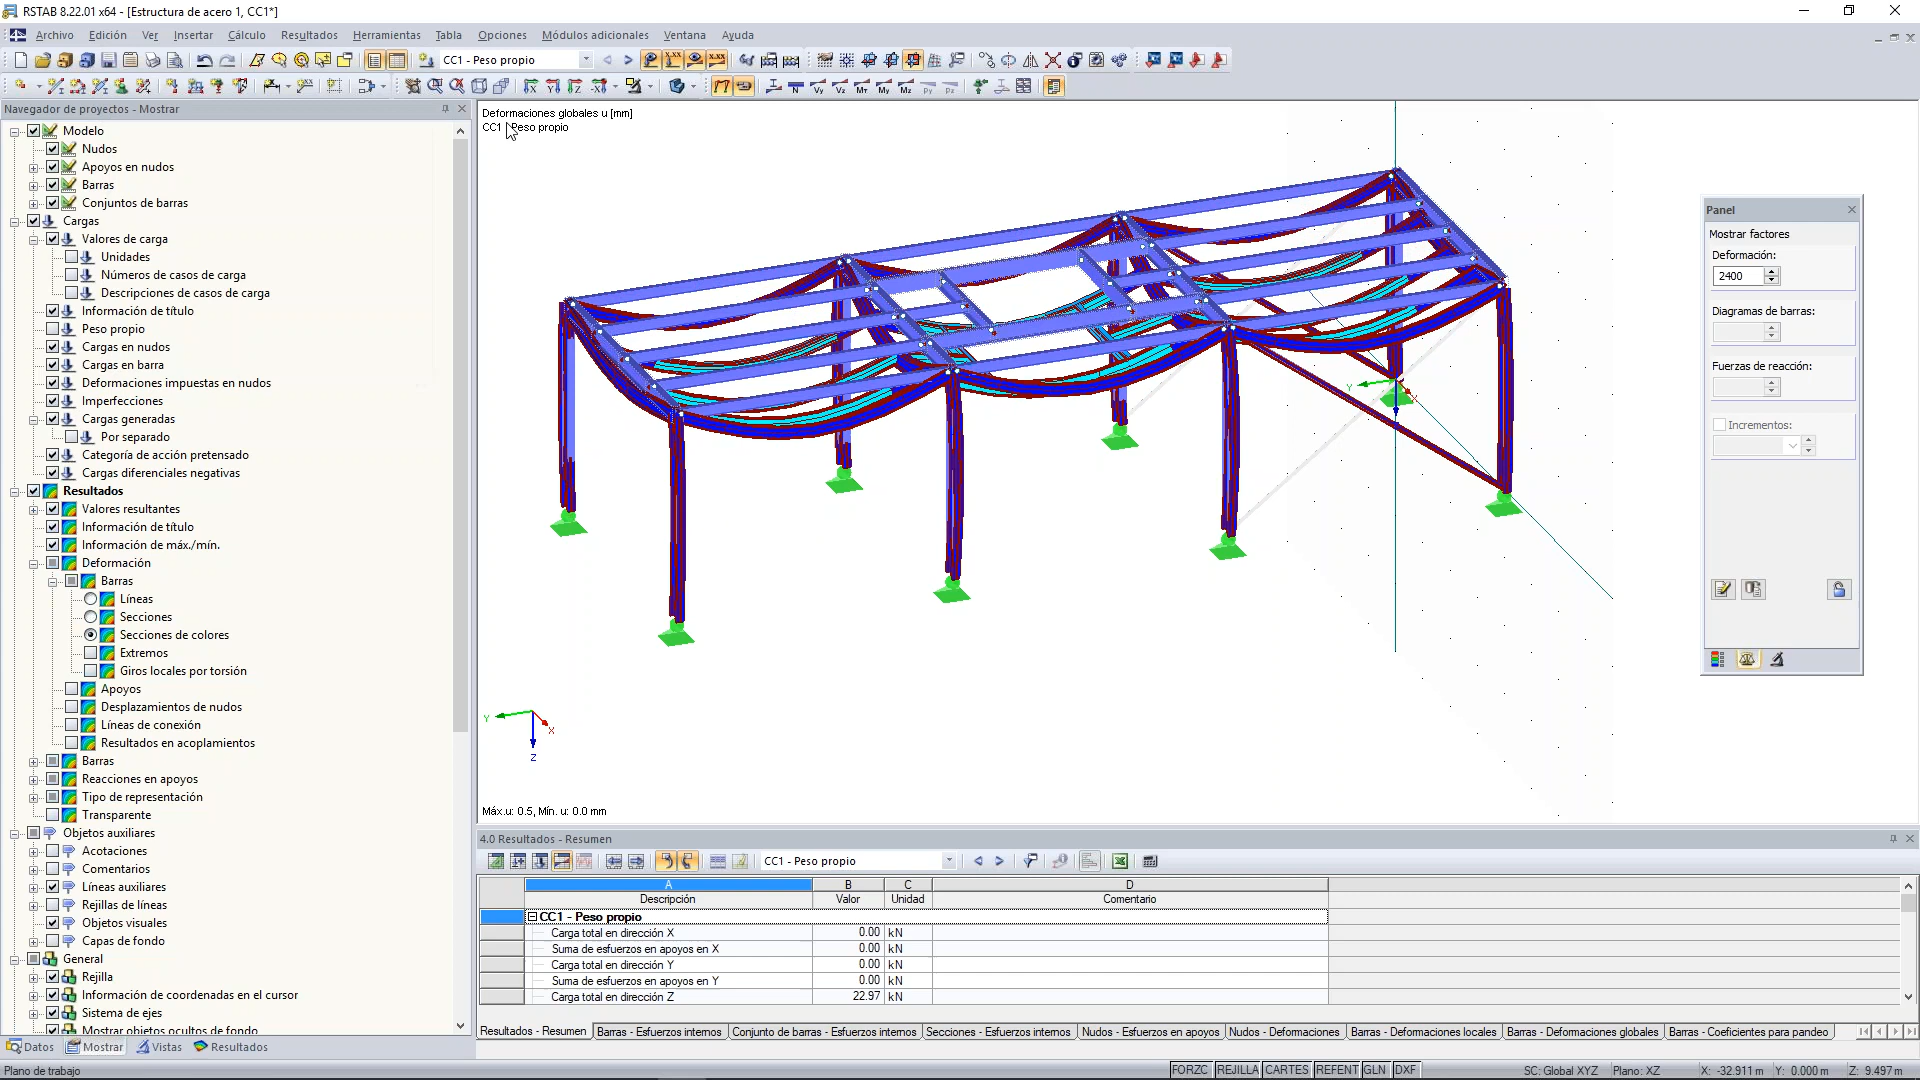 RSTAB 8.22.01 x64 - [Estructura de acero 1, CC1*]
Archivo Edición Ver Insertar Cálculo Resultados Herramientas Tabla Opciones Módulos adicionales Ventana Ayuda
CC1 - Peso propio
Navegador de proyectos - Mostrar
Modelo
Nudos
Apoyos en nudos
Barras
Conjuntos de barras
Cargas
Valores de carga
Unidades
Números de casos de carga
Descripciones de casos de carga
Información de título
Peso propio
Cargas en nudos
Cargas en barra
Deformaciones impuestas en nudos
Imperfecciones
Cargas generadas
Por separado
Categoría de acción pretensado
Cargas diferenciales negativas
Resultados
Valores resultantes
Información de título
Información de máx./mín.
Deformación
Barras
Líneas
Secciones
Secciones de colores
Extremos
Giros locales por torsión
Apoyos
Desplazamientos de nudos
Líneas de conexión
Resultados en acoplamientos
Barras
Reacciones en apoyos
Tipo de representación
Transparente
Objetos auxiliares
Acotaciones
Comentarios
Líneas auxiliares
Rejillas de líneas
Objetos visuales
Capas de fondo
General
Rejilla
Información de coordenadas en el cursor
Sistema de ejes
Mostrar objetos ocultos de fondo
Datos Mostrar Vistas Resultados
Deformaciones globales u [mm]
CC1 : Peso propio
Y
X
Y
X
Z
Máx.u: 0.5, Mín. u: 0.0 mm
Panel
Mostrar factores
Deformación:
2400
Diagramas de barras:
Fuerzas de reacción:
Incrementos:
4.0 Resultados - Resumen
CC1 - Peso propio
A B C D
Descripción Valor Unidad Comentario
CC1 - Peso propio
Carga total en dirección X 0.00 kN
Suma de esfuerzos en apoyos en X 0.00 kN
Carga total en dirección Y 0.00 kN
Suma de esfuerzos en apoyos en Y 0.00 kN
Carga total en dirección Z 22.97 kN
Resultados - Resumen Barras - Esfuerzos internos Conjunto de barras - Esfuerzos internos Secciones - Esfuerzos internos Nudos - Esfuerzos en apoyos Nudos - Deformaciones Barras - Deformaciones locales Barras - Deformaciones globales Barras - Coeficientes para pandeo
Plano de trabajo FORZC REJILLA CARTES REFENT GLN DXF SC: Global XYZ Plano: XZ X: -32.911 m Y: 0.000 m Z: 9.497 m